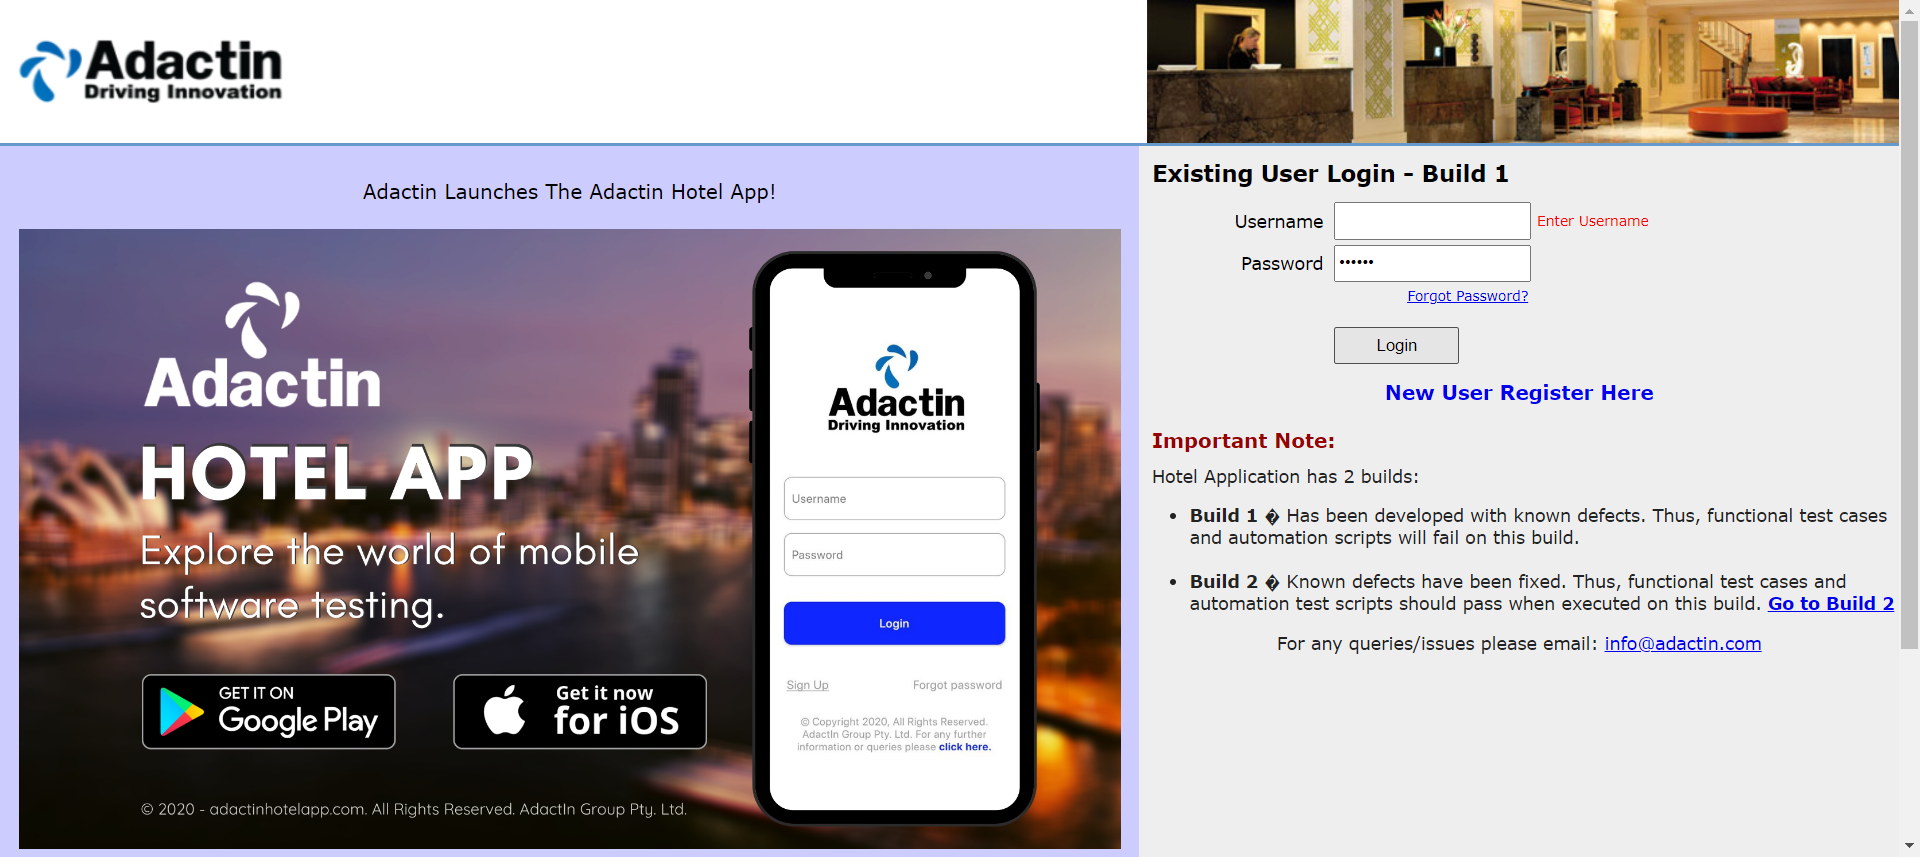 Adactin
Driving Innovation
Adactin Launches The Adactin Hotel App!
Adactin
HOTEL APP
Explore the world of mobile
software testing.
GET IT ON
Google Play
Get it now
for iOS
© 2020 - adactinhotelapp.com. All Rights Reserved. AdactIn Group Pty. Ltd.
Adactin
Driving Innovation
Username
Password
Login
Sign Up
Forgot password
© Copyright 2020, All Rights Reserved.
AdactIn Group Pty. Ltd. For any further
information or queries please click here.
Existing User Login - Build 1
Username
Enter Username
Password ••••••
Forgot Password?
Login
New User Register Here
Important Note:
Hotel Application has 2 builds:
• Build 1 � Has been developed with known defects. Thus, functional test cases
and automation scripts will fail on this build.
• Build 2 � Known defects have been fixed. Thus, functional test cases and
automation test scripts should pass when executed on this build. Go to Build 2
For any queries/issues please email: info@adactin.com